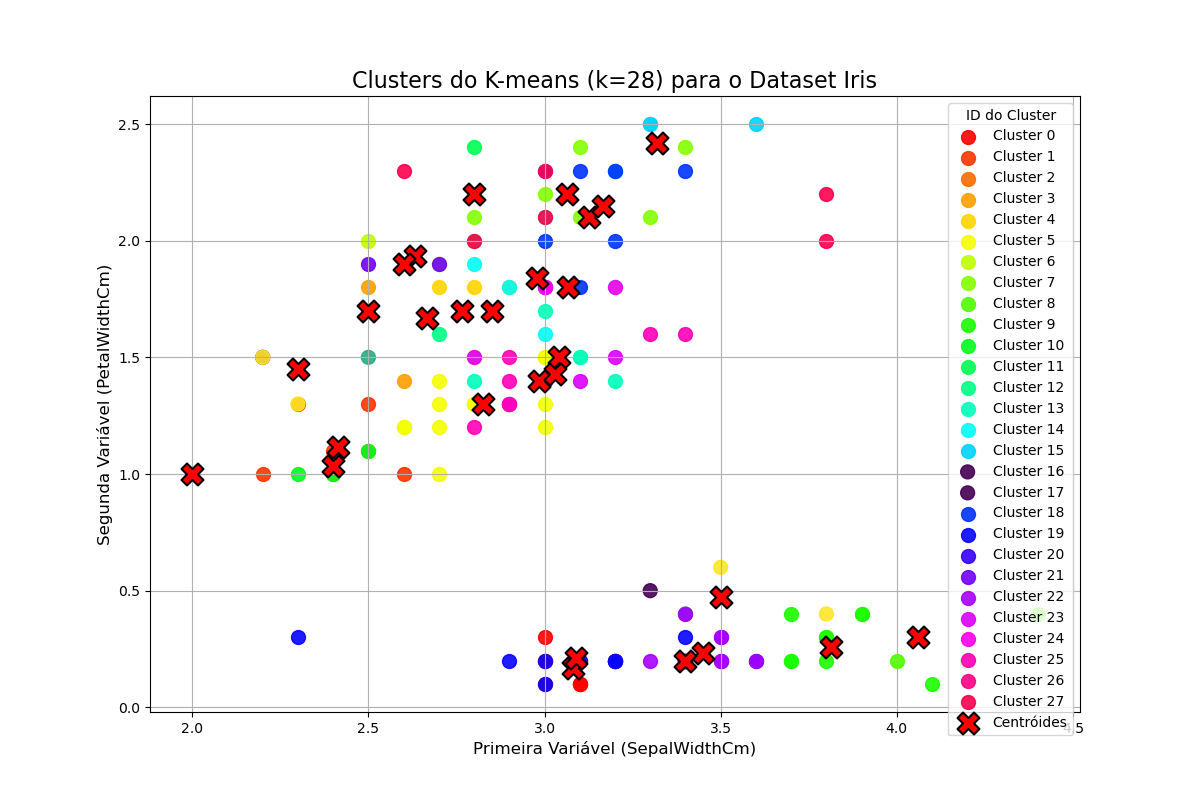 Clusters do K-means (k=28) para o Dataset Iris
Segunda Variável (PetalWidthCm)
2.5
2.0
1.5
1.0
0.5
0.0
2.0
2.5
3.0
3.5
4.0
4.5
Primeira Variável (SepalWidthCm)
ID do Cluster
Cluster 0
Cluster 1
Cluster 2
Cluster 3
Cluster 4
Cluster 5
Cluster 6
Cluster 7
Cluster 8
Cluster 9
Cluster 10
Cluster 11
Cluster 12
Cluster 13
Cluster 14
Cluster 15
Cluster 16
Cluster 17
Cluster 18
Cluster 19
Cluster 20
Cluster 21
Cluster 22
Cluster 23
Cluster 24
Cluster 25
Cluster 26
Cluster 27
Centróides